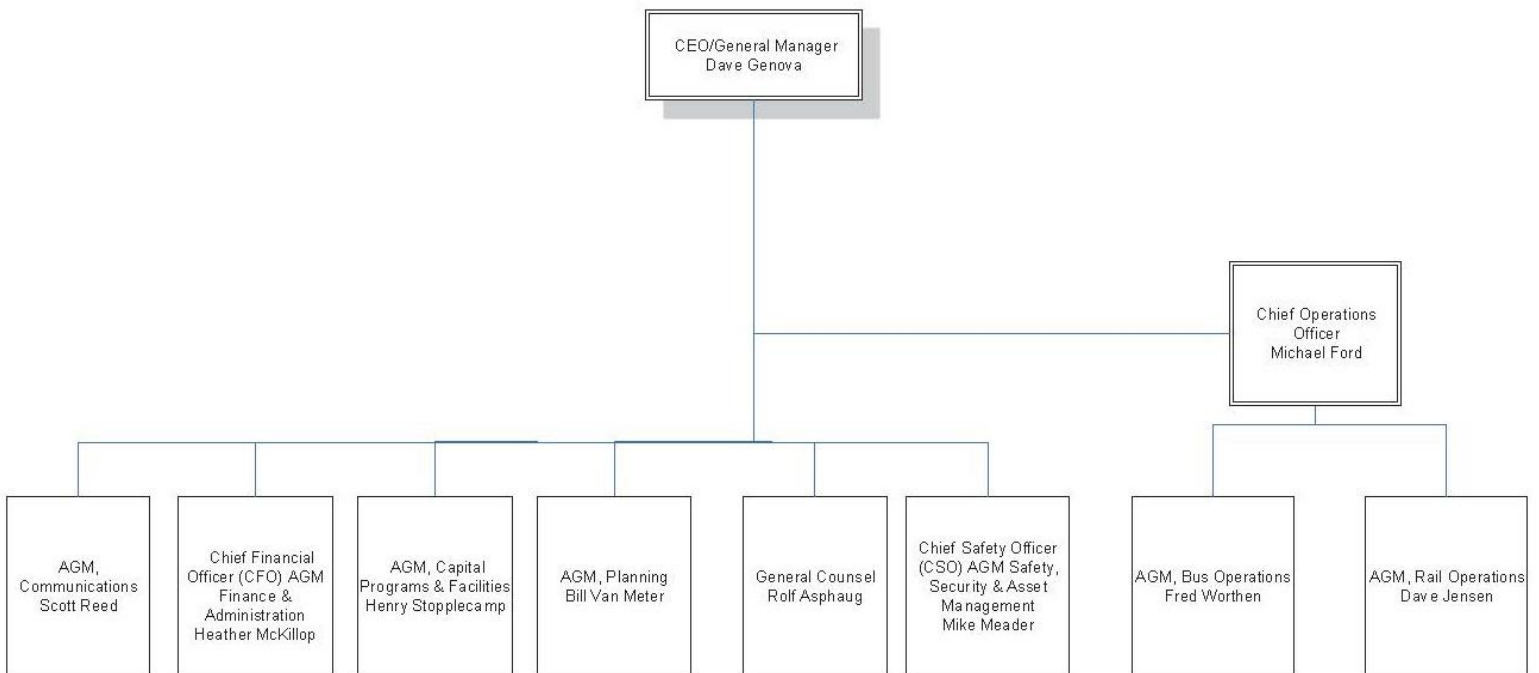 CEO/General Manager
Dave Genova
Chief Operations
Officer
Michael Ford
AGM,
Communications
Scott Reed
Chief Financial
Officer (CFO) AGM
Finance &
Administration
Heather McKillop
AGM, Capital
Programs & Facilities
Henry Stopplecamp
AGM, Planning
Bill Van Meter
General Counsel
Rolf Asphaug
Chief Safety Officer
(CSO) AGM Safety,
Security & Asset
Management
Mike Meader
AGM, Bus Operations
Fred Worthen
AGM, Rail Operations
Dave Jensen